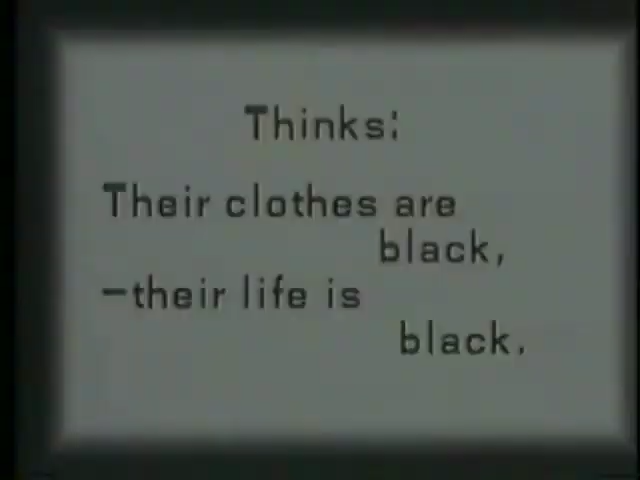 Thinks:
Their clothes are
black,
—their life is
black.